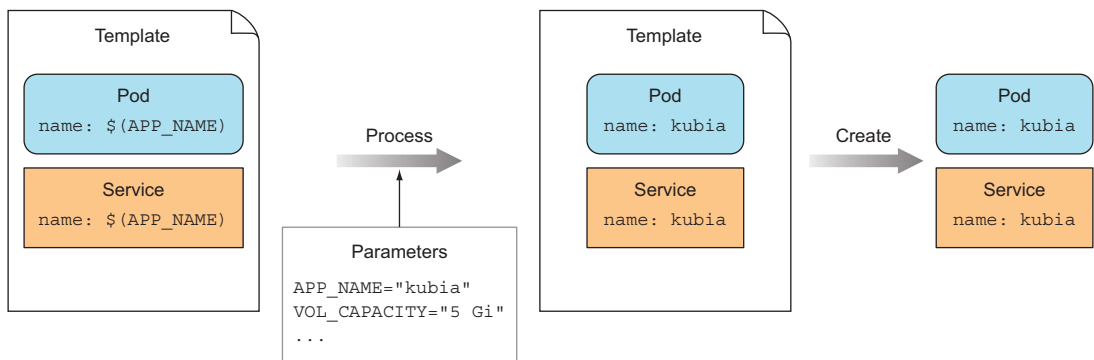 Template
Pod
name: $(APP_NAME)
Service
name: $(APP_NAME)
Process
Parameters
APP_NAME="kubia"
VOL_CAPACITY="5 Gi"
...
Template
Pod
name: kubia
Service
name: kubia
Create
Pod
name: kubia
Service
name: kubia